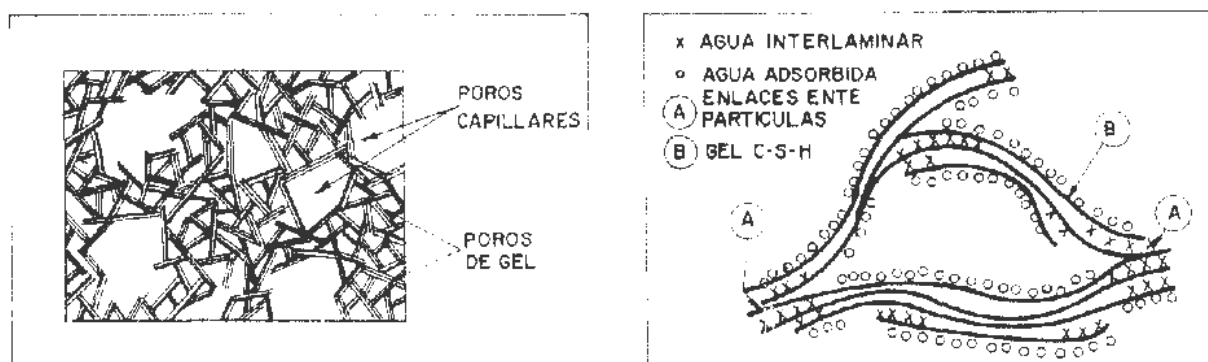 POROS
CAPILLARES
POROS
DE GEL
x AGUA INTERLAMINAR
o AGUA ADSORBIDA
A ENLACES ENTE
PARTICULAS
B GEL C-S-H
B
A
A